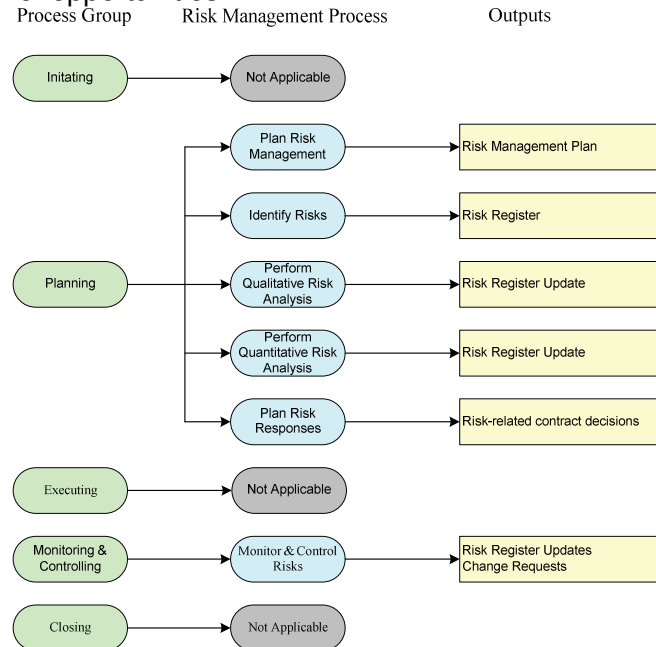 Process Group Risk Management Process Outputs
Initating Not Applicable
Plan Risk
Management
Risk Management Plan
Identify Risks Risk Register
Planning
Perform
Qualitative Risk
Analysis
Risk Register Update
Perform
Quantitative Risk
Analysis
Risk Register Update
Plan Risk
Responses
Risk-related contract decisions
Executing Not Applicable
Monitoring &
Controlling
Monitor & Control
Risks
Risk Register Updates
Change Requests
Closing Not Applicable